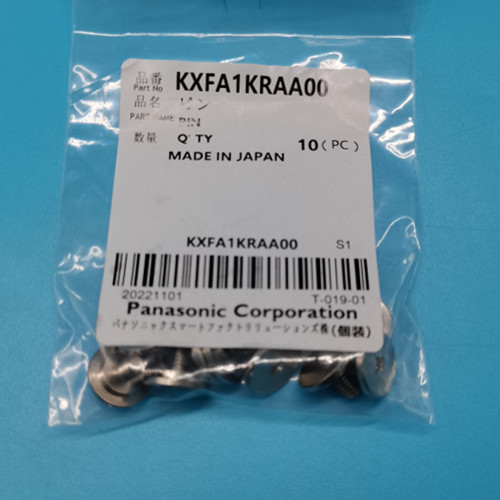 品番 KXFA1KRAA00
Part No
品名 ピン
PART NAME PIN
数量 Q'TY 10(PC)
MADE IN JAPAN
KXFA1KRAA00 S1
20221101 T-019-01
Panasonic Corporation
パナソニックスマートファクトリソリューションズ㈱(個装)